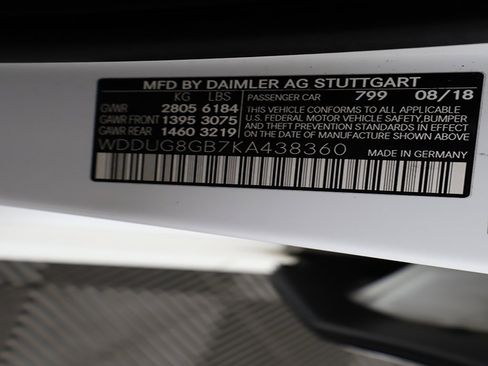 MFD BY DAIMLER AG STUTTGART
KG LBS PASSENGER CAR 799 08/18
GVWR 2805 6184 THIS VEHICLE CONFORMS TO ALL APPLICABLE
GAWR FRONT 1395 3075 U.S. FEDERAL MOTOR VEHICLE SAFETY, BUMPER
GAWR REAR 1460 3219 AND THEFT PREVENTION STANDARDS IN EFFECT
ON THE DATE OF MANUFACTURE SHOWN ABOVE
WDDUG8GB7KA438360 MADE IN GERMANY